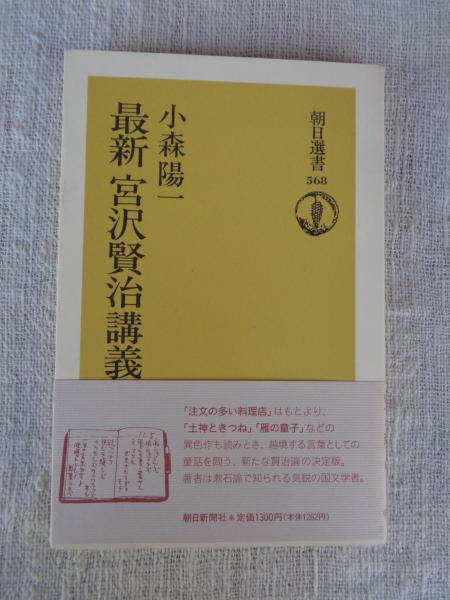 朝日選書
568
小森陽一
最新 宮沢賢治講義
「注文の多い料理店」はもとより、
「土神ときつね」「雁の童子」などの
異色作も読みとき、越境する言葉としての
童話を問う、新たな賢治論の決定版。
著者は漱石論で知られる気鋭の国文学者。
朝日新聞社＊定価1300円(本体1262円)